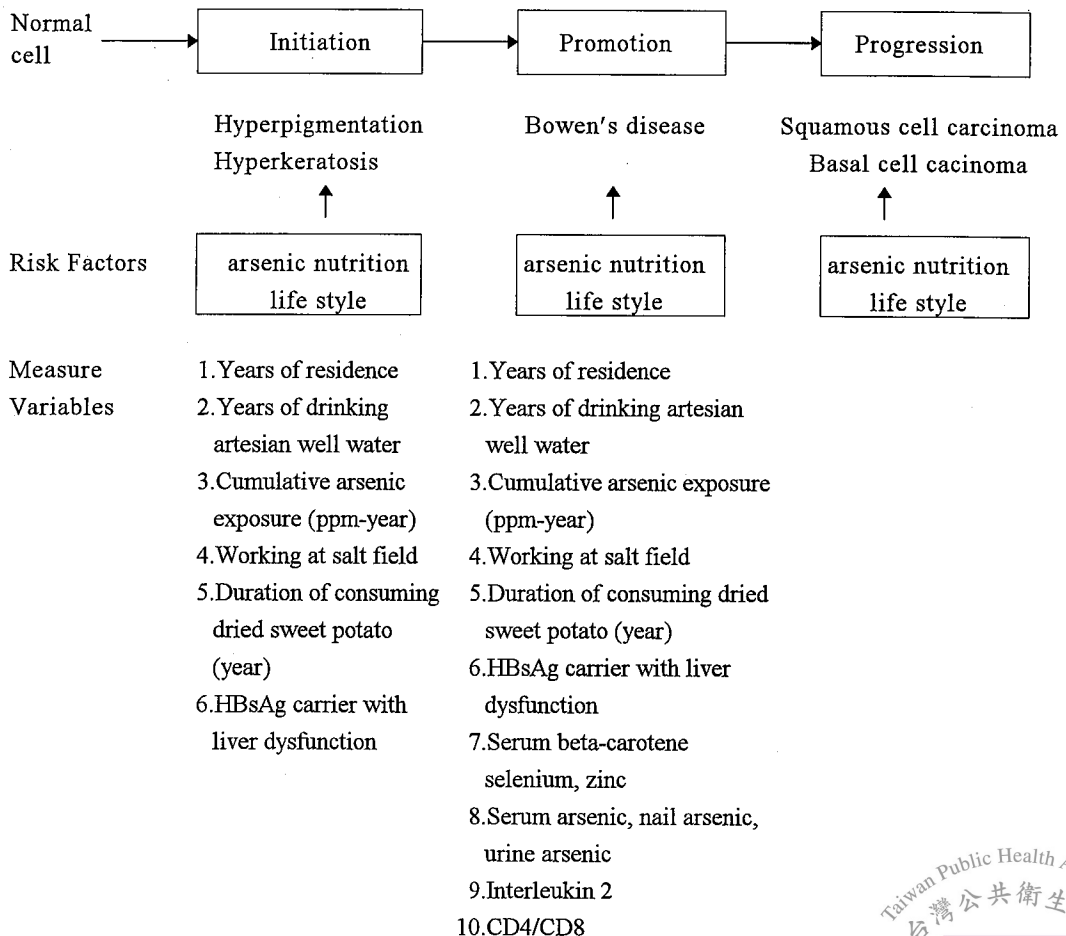 Normal
cell
Initiation
Promotion
Progression
Hyperpigmentation
Hyperkeratosis
Bowen's disease
Squamous cell carcinoma
Basal cell cacinoma
Risk Factors
arsenic nutrition
life style
arsenic nutrition
life style
arsenic nutrition
life style
Measure
Variables
1.Years of residence
2.Years of drinking
artesian well water
3.Cumulative arsenic
exposure (ppm-year)
4.Working at salt field
5.Duration of consuming
dried sweet potato
(year)
6.HBsAg carrier with
liver dysfunction
1.Years of residence
2.Years of drinking artesian
well water
3.Cumulative arsenic exposure
(ppm-year)
4.Working at salt field
5.Duration of consuming dried
sweet potato (year)
6.HBsAg carrier with liver
dysfunction
7.Serum beta-carotene
selenium, zinc
8.Serum arsenic, nail arsenic,
urine arsenic
9.Interleukin 2
10.CD4/CD8
Taiwan Public Health A
台灣公共衛生